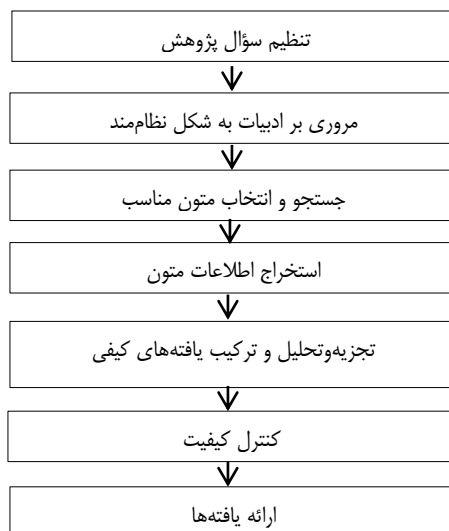 تنظیم سؤال پژوهش
مروری بر ادبیات به شکل نظام‌مند
جستجو و انتخاب متون مناسب
استخراج اطلاعات متون
تجزیه‌وتحلیل و ترکیب یافته‌های کیفی
کنترل کیفیت
ارائه یافته‌ها